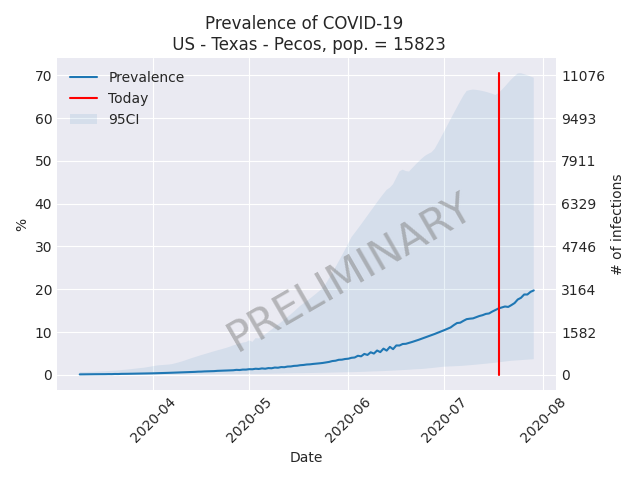 Prevalence of COVID-19
US - Texas - Pecos, pop. = 15823
Prevalence
Today
95CI
PRELIMINARY
%
70
60
50
40
30
20
10
0
11076
9493
7911
6329
4746
3164
1582
0
# of infections
2020-04
2020-05
2020-06
2020-07
2020-08
Date